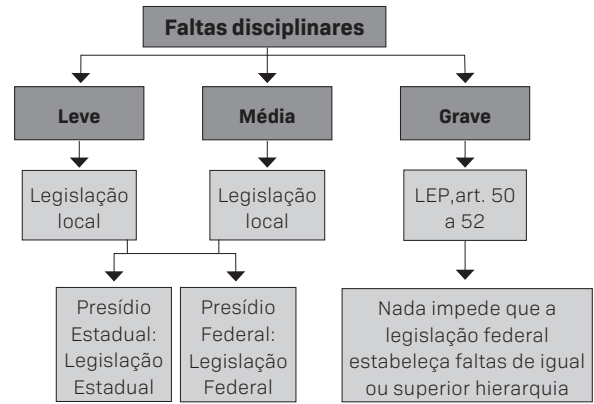 Faltas disciplinares
Leve
Média
Grave
Legislação
local
Legislação
local
LEP,art. 50
a 52
Presídio
Estadual:
Legislação
Estadual
Presídio
Federal:
Legislação
Federal
Nada impede que a
legislação federal
estabeleça faltas de igual
ou superior hierarquia